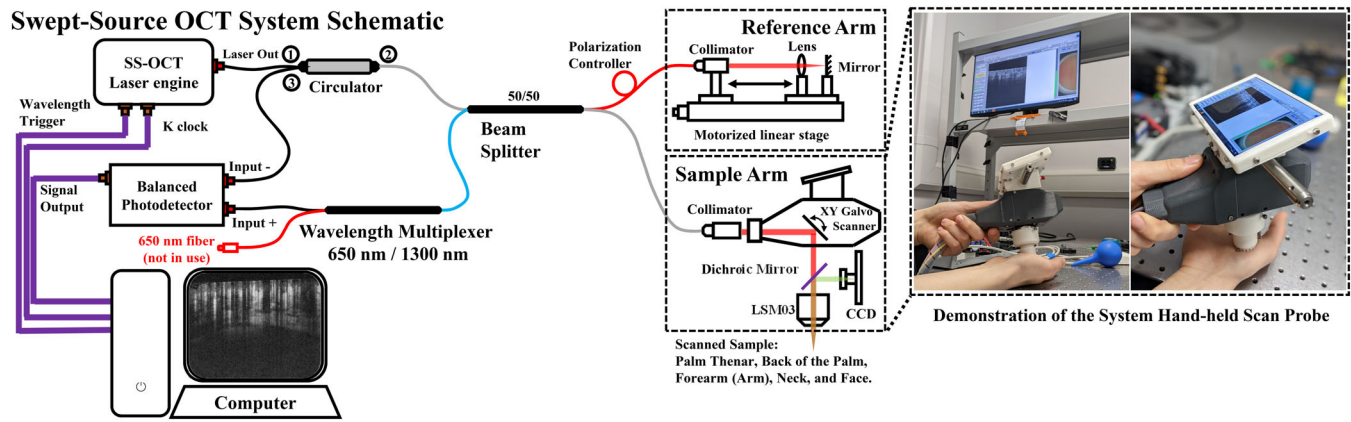 Swept-Source OCT System Schematic
SS-OCT
Laser engine
Laser Out
①
②
③
Circulator
Wavelength
Trigger
K clock
Signal
Output
Balanced
Photodetector
Input -
Input +
650 nm fiber
(not in use)
Wavelength Multiplexer
650 nm / 1300 nm
50/50
Beam
Splitter
Computer
Polarization
Controller
Reference Arm
Collimator
Lens
Mirror
Motorized linear stage
Sample Arm
Collimator
XY Galvo
Scanner
Dichroic Mirror
LSM03
CCD
Scanned Sample:
Palm Thenar, Back of the Palm,
Forearm (Arm), Neck, and Face.
Demonstration of the System Hand-held Scan Probe